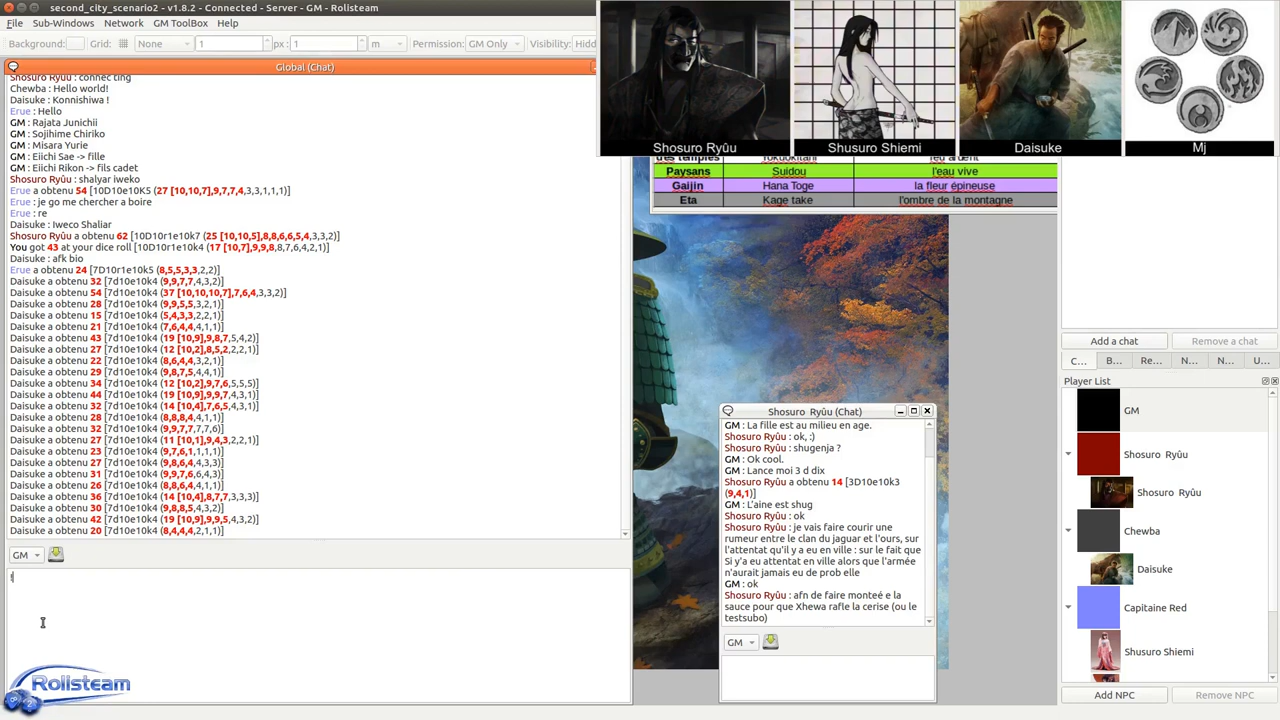 second_city_scenario2 - v1.8.2 - Connected - Server - GM - Rolisteam
File Sub-Windows Network GM ToolBox Help
Background: Grid: None 1 px : 1 m Permission: GM Only Visibility: Hidd
Global (Chat)
Shosuro Ryûu : connec ting
Chewba : Hello world!
Daisuke : Konnishiwa !
Erue : Hello
GM : Rajata Junichii
GM : Sojihime Chiriko
GM : Misara Yurie
GM : Eiichi Sae -> fille
GM : Eiichi Rikon -> fils cadet
Shosuro Ryûu : shalyar iweko
Erue a obtenu 54 [10D10e10K5 (27 [10,10,7],9,7,7,4,3,3,1,1,1)]
Erue : je go me chercher a boire
Erue : re
Daisuke : Iweco Shaliar
Shosuro Ryûu a obtenu 62 [10D10r1e10k7 (25 [10,10,5],8,8,6,6,5,4,3,3,2)]
You got 43 at your dice roll [10D10r1e10k4 (17 [10,7],9,9,8,8,7,6,4,2,1)]
Daisuke : afk bio
Erue a obtenu 24 [7D10r1e10k5 (8,5,5,3,3,2,2)]
Daisuke a obtenu 32 [7d10e10k4 (9,9,7,7,4,3,2)]
Daisuke a obtenu 54 [7d10e10k4 (37 [10,10,10,7],7,6,4,3,3,2)]
Daisuke a obtenu 28 [7d10e10k4 (9,9,5,5,3,2,1)]
Daisuke a obtenu 15 [7d10e10k4 (5,4,3,3,2,2,1)]
Daisuke a obtenu 21 [7d10e10k4 (7,6,4,4,4,1,1)]
Daisuke a obtenu 43 [7d10e10k4 (19 [10,9],9,8,7,5,4,2)]
Daisuke a obtenu 27 [7d10e10k4 (12 [10,2],8,5,2,2,2,1)]
Daisuke a obtenu 22 [7d10e10k4 (8,6,4,4,3,2,1)]
Daisuke a obtenu 29 [7d10e10k4 (9,8,7,5,4,4,1)]
Daisuke a obtenu 34 [7d10e10k4 (12 [10,2],9,7,6,5,5,5)]
Daisuke a obtenu 44 [7d10e10k4 (19 [10,9],9,9,7,4,3,1)]
Daisuke a obtenu 32 [7d10e10k4 (14 [10,4],7,6,5,4,3,1)]
Daisuke a obtenu 28 [7d10e10k4 (8,8,8,4,4,1,1)]
Daisuke a obtenu 32 [7d10e10k4 (9,9,7,7,7,7,6)]
Daisuke a obtenu 27 [7d10e10k4 (11 [10,1],9,4,3,2,2,1)]
Daisuke a obtenu 23 [7d10e10k4 (9,7,6,1,1,1,1)]
Daisuke a obtenu 27 [7d10e10k4 (9,8,6,4,4,3,3)]
Daisuke a obtenu 31 [7d10e10k4 (9,9,7,6,6,4,3)]
Daisuke a obtenu 26 [7d10e10k4 (8,8,6,4,4,1,1)]
Daisuke a obtenu 36 [7d10e10k4 (14 [10,4],8,7,7,3,3,3)]
Daisuke a obtenu 30 [7d10e10k4 (9,8,8,5,4,3,2)]
Daisuke a obtenu 42 [7d10e10k4 (19 [10,9],9,9,5,4,3,2)]
Daisuke a obtenu 20 [7d10e10k4 (8,4,4,4,2,1,1)]
GM
Rolisteam
Shosuro Ryûu
Shusuro Shiemi
Daisuke
Mj
des temples Yokuokitani feu ardent
Paysans Suidou l'eau vive
Gaijin Hana Toge la fleur épineuse
Eta Kage take l'ombre de la montagne
Shosuro Ryûu (Chat)
GM : La fille est au milieu en age.
Shosuro Ryûu : ok, :)
Shosuro Ryûu : shugenja ?
GM : Ok cool.
GM : Lance moi 3 d dix
Shosuro Ryûu a obtenu 14 [3D10e10k3
(9,4,1)]
GM : L'aine est shug
Shosuro Ryûu : ok
Shosuro Ryûu : je vais faire courir une
rumeur entre le clan du jaguar et l'ours, sur
l'attentat qu'il y a eu en ville : sur le fait que
Si y'a eu attentat en ville alors que l'armée
n'aurait jamais eu de prob elle
GM : ok
Shosuro Ryûu : afn de faire monteé e la
sauce pour que Xhewa rafle la cerise (ou le
testsubo)
GM
Add a chat Remove a chat
C... B... Re... N... N... U...
Player List
GM
Shosuro Ryûu
Shosuro Ryûu
Chewba
Daisuke
Capitaine Red
Shusuro Shiemi
Add NPC Remove NPC